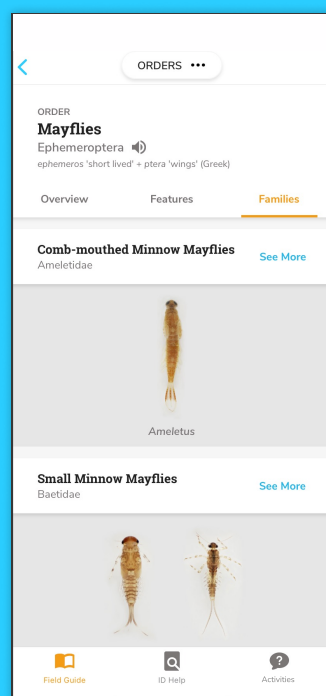 ORDERS •••
ORDER
Mayflies
Ephemeroptera
ephemeros 'short lived' + ptera 'wings' (Greek)
Overview Features Families
Comb-mouthed Minnow Mayflies
See More
Ameletidae
Ameletus
Small Minnow Mayflies
See More
Baetidae
Field Guide ID Help Activities